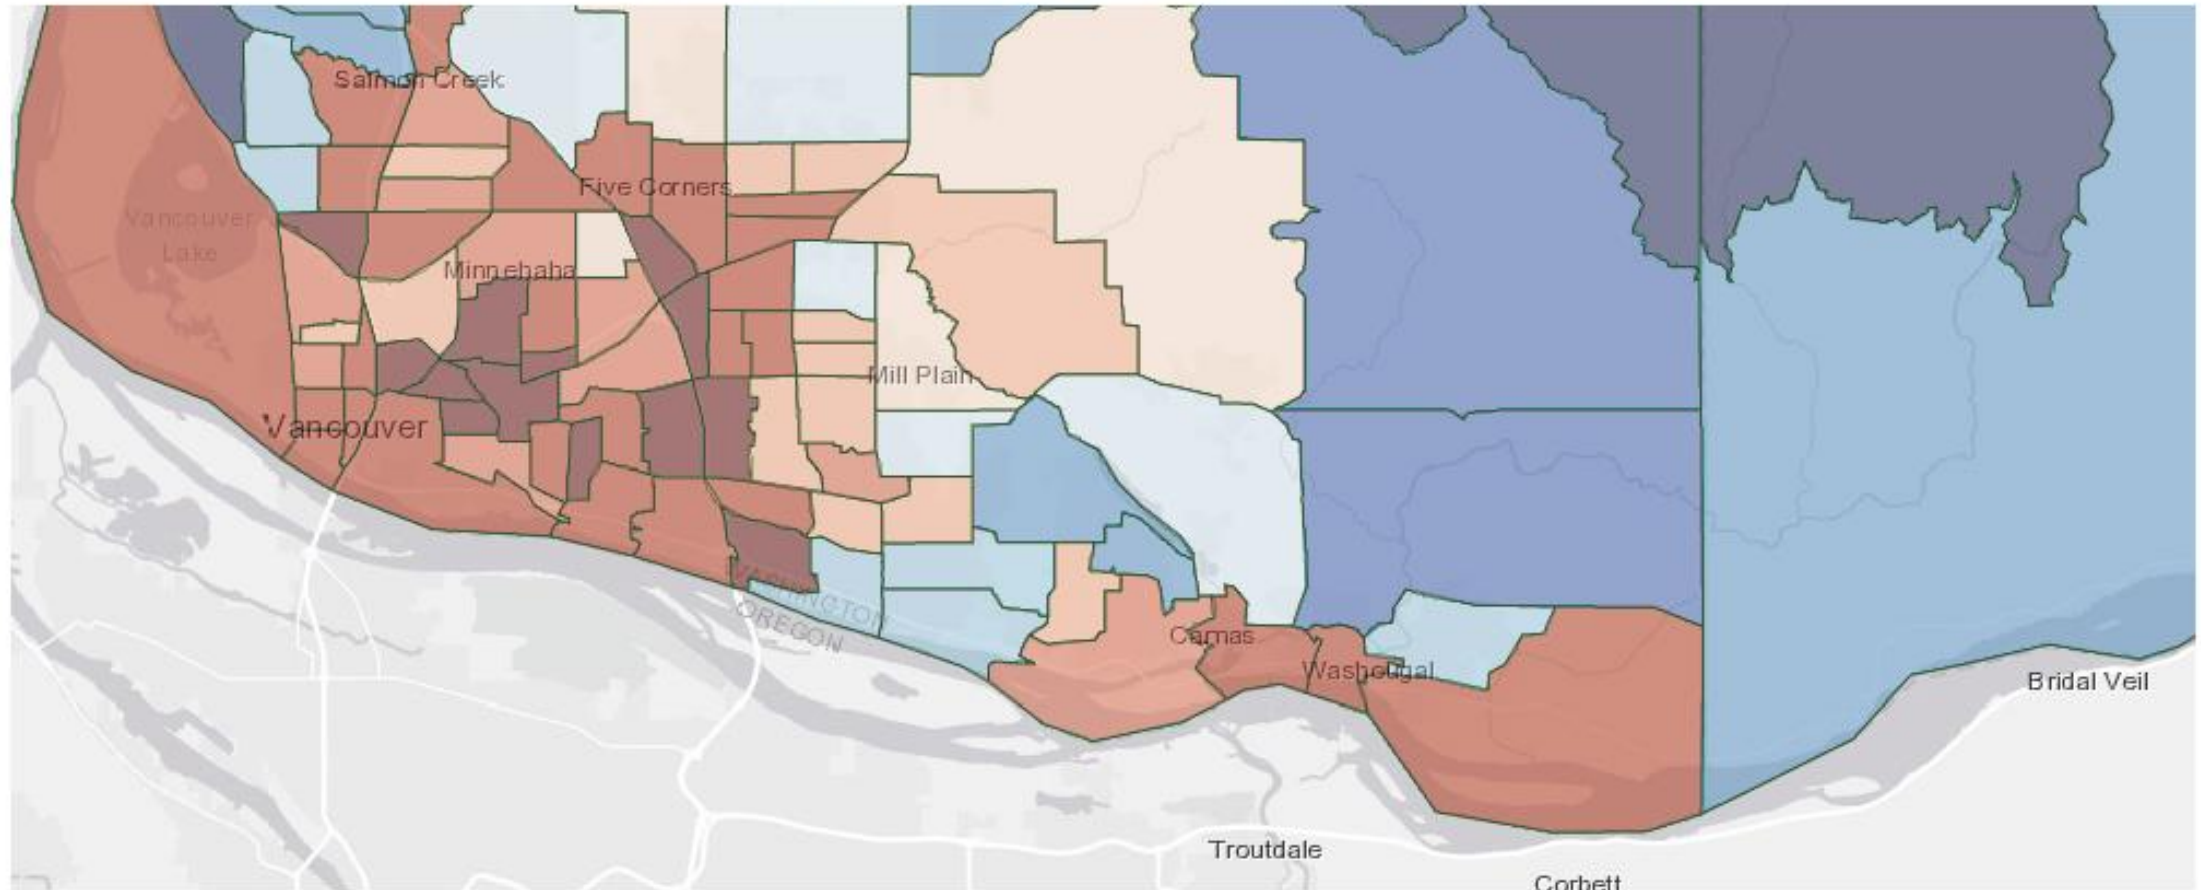 Salmon Creek
Five Corners
Vancouver
Lake
Minnehaha
Mill Plain
Vancouver
WASHINGTON
OREGON
Camas
Washougal
Bridal Veil
Troutdale
Corbett